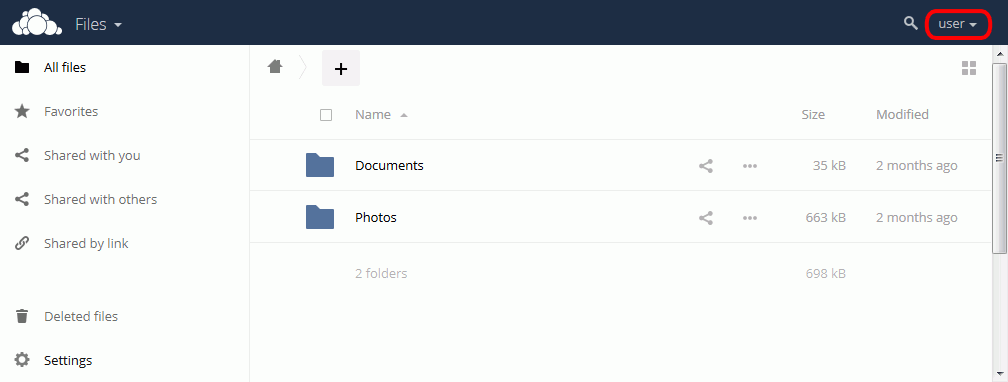 Files
user
All files
Favorites
Shared with you
Shared with others
Shared by link
Deleted files
Settings
+
Name Size Modified
Documents ••• 35 kB 2 months ago
Photos ••• 663 kB 2 months ago
2 folders 698 kB